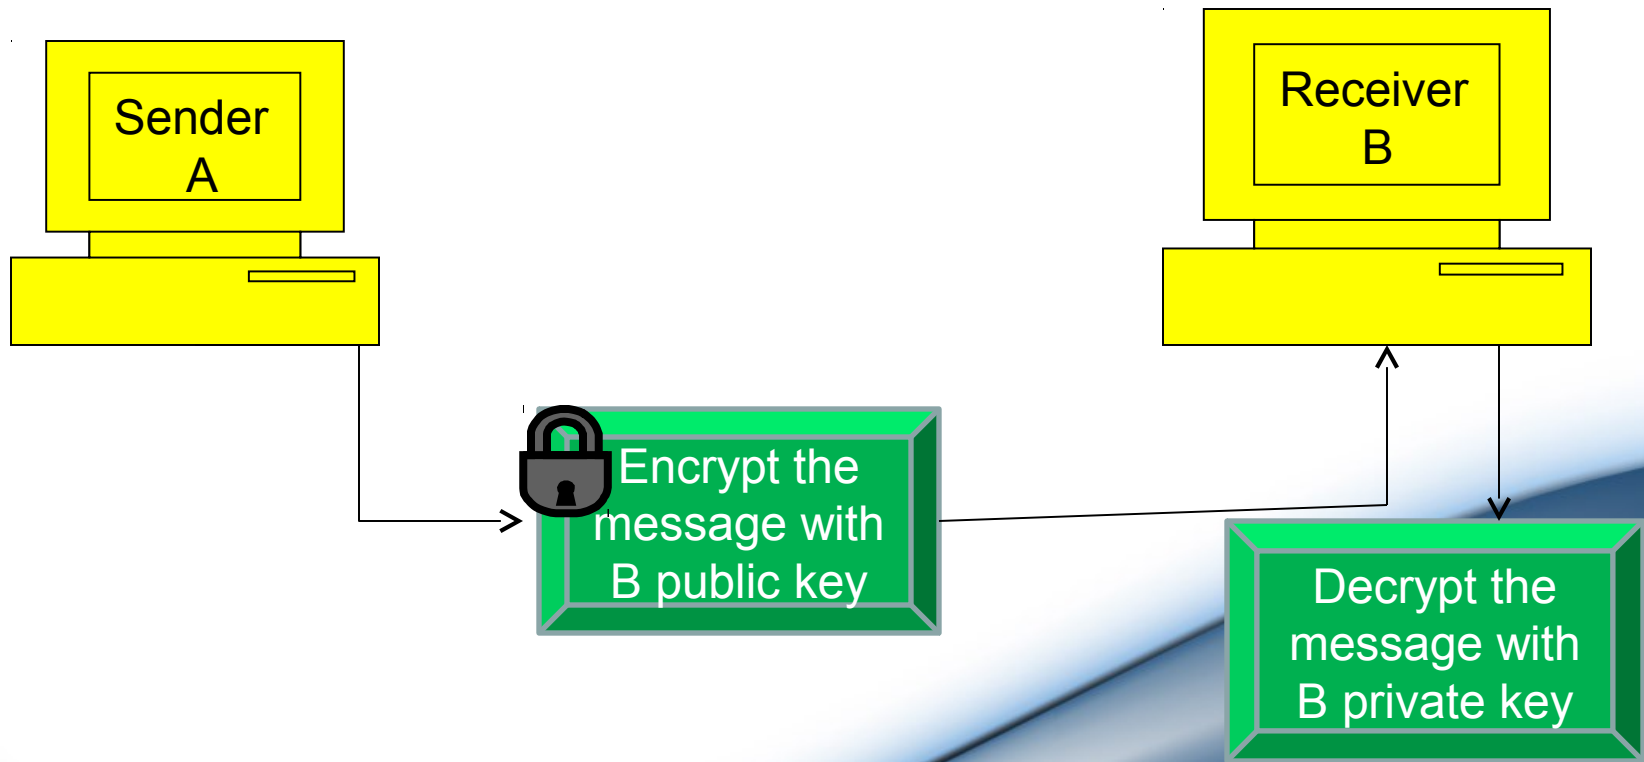 Sender
A
Receiver
B
Encrypt the
message with
B public key
Decrypt the
message with
B private key